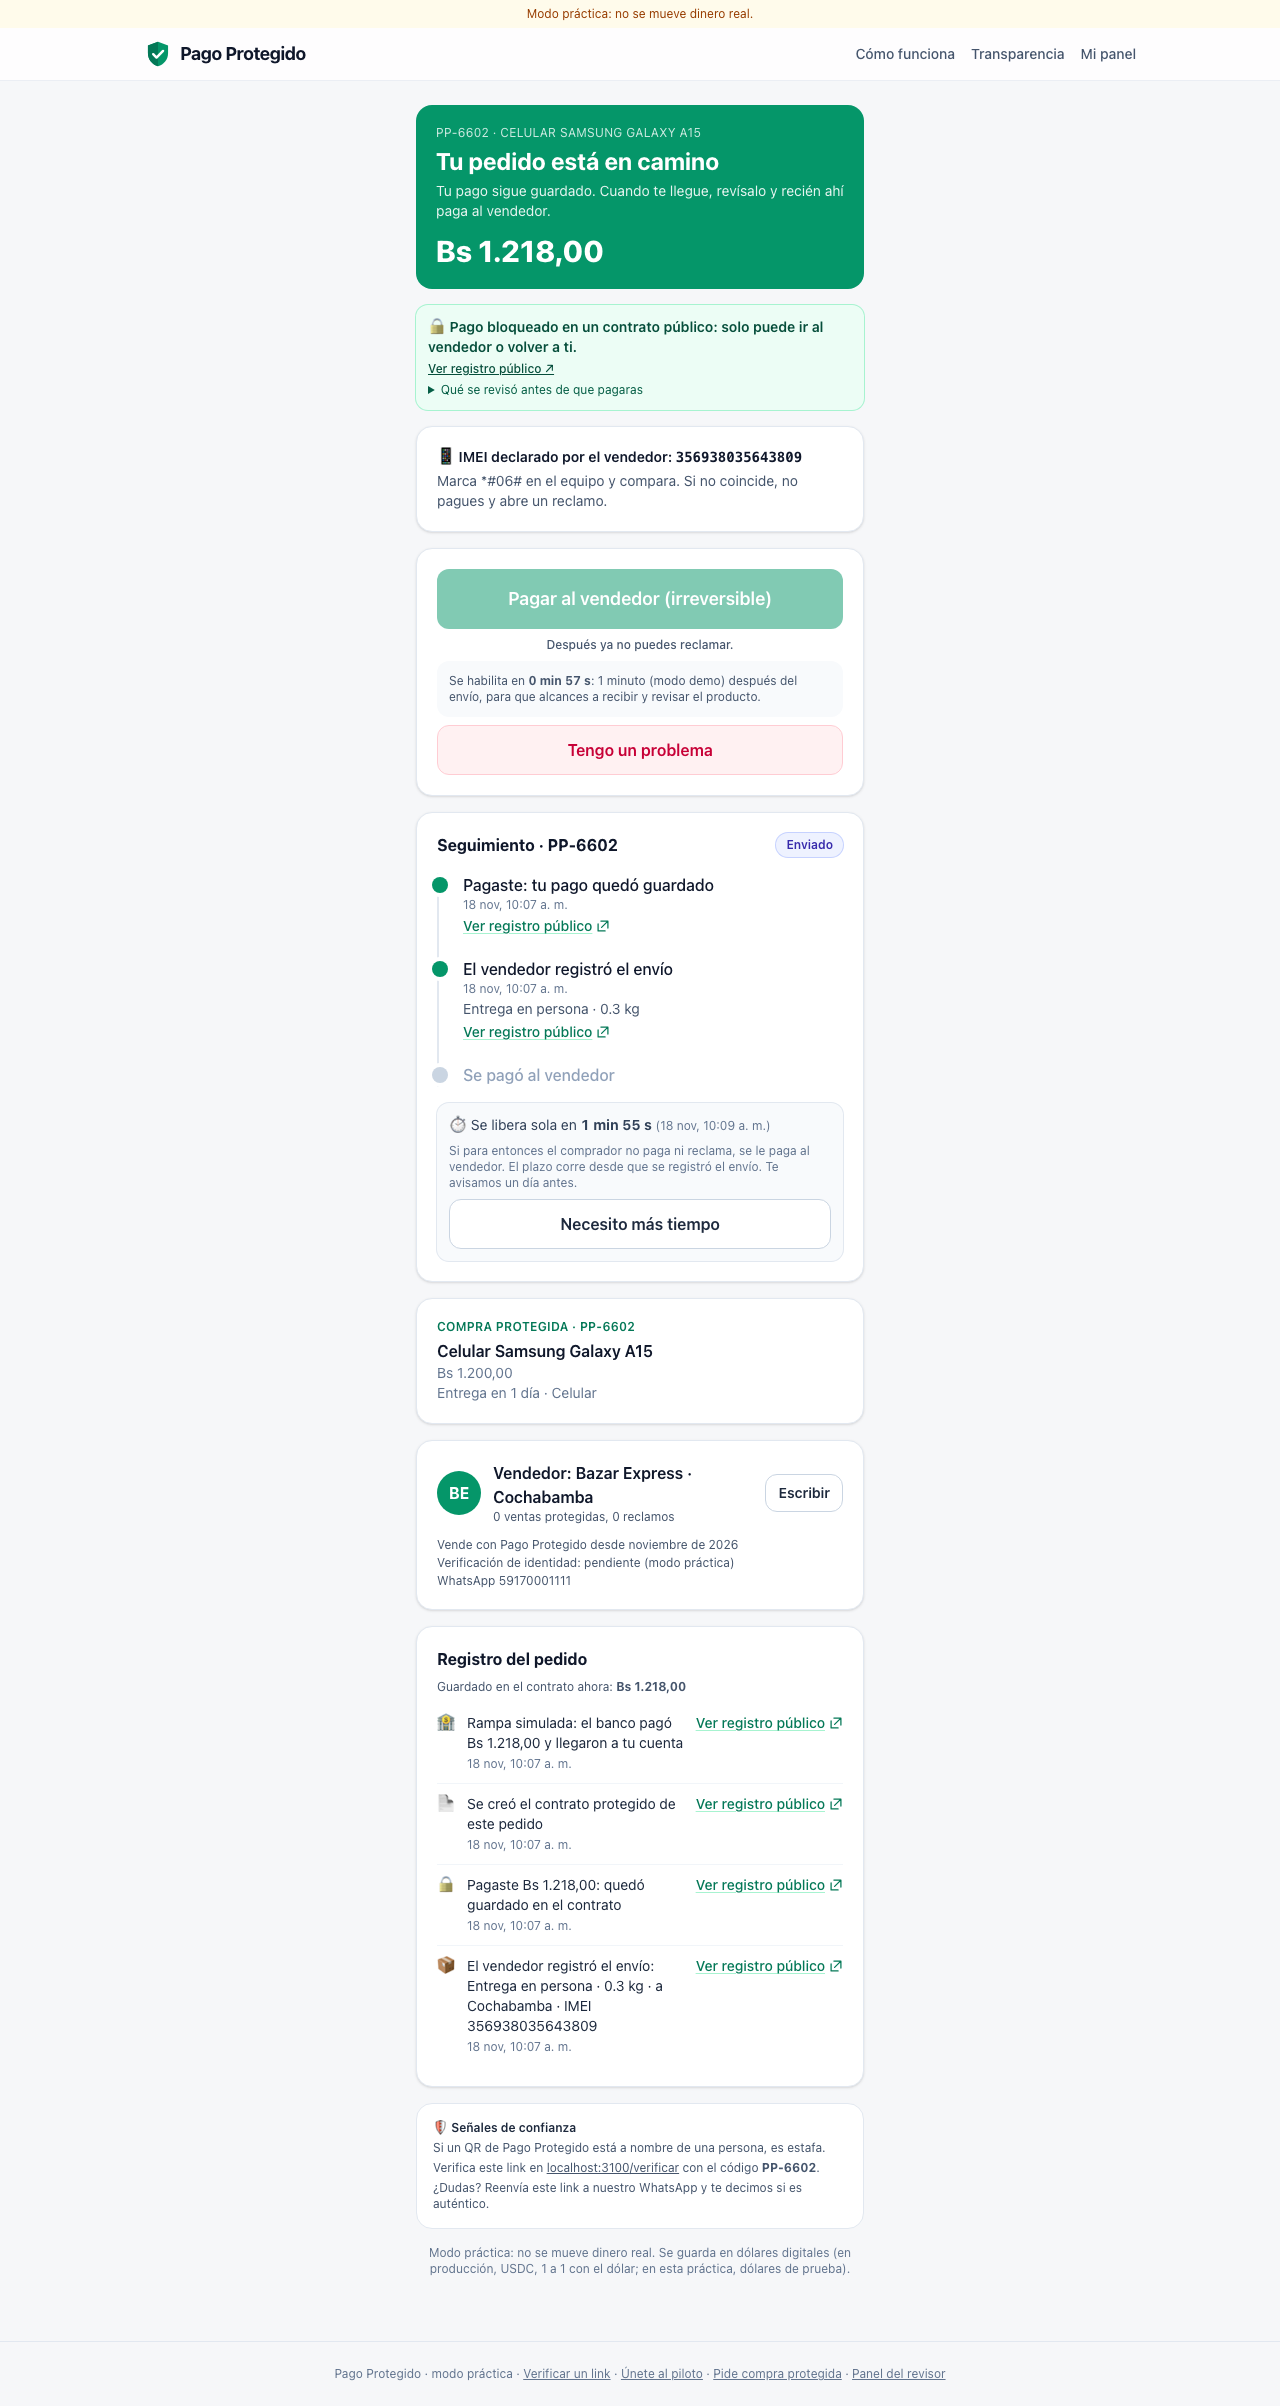 Modo práctica: no se mueve dinero real.
Pago Protegido
Cómo funciona
Transparencia
Mi panel
PP-6602 · CELULAR SAMSUNG GALAXY A15
Tu pedido está en camino
Tu pago sigue guardado. Cuando te llegue, revísalo y recién ahí
paga al vendedor.
Bs 1.218,00
🔒 Pago bloqueado en un contrato público: solo puede ir al
vendedor o volver a ti.
Ver registro público ↗
▶ Qué se revisó antes de que pagaras
📱 IMEI declarado por el vendedor: 356938035643809
Marca *#06# en el equipo y compara. Si no coincide, no
pagues y abre un reclamo.
Pagar al vendedor (irreversible)
Después ya no puedes reclamar.
Se habilita en 0 min 57 s: 1 minuto (modo demo) después del
envío, para que alcances a recibir y revisar el producto.
Tengo un problema
Seguimiento · PP-6602
Enviado
Pagaste: tu pago quedó guardado
18 nov, 10:07 a. m.
Ver registro público
El vendedor registró el envío
18 nov, 10:07 a. m.
Entrega en persona · 0.3 kg
Ver registro público
Se pagó al vendedor
⏱ Se libera sola en 1 min 55 s (18 nov, 10:09 a. m.)
Si para entonces el comprador no paga ni reclama, se le paga al
vendedor. El plazo corre desde que se registró el envío. Te
avisamos un día antes.
Necesito más tiempo
COMPRA PROTEGIDA · PP-6602
Celular Samsung Galaxy A15
Bs 1.200,00
Entrega en 1 día · Celular
BE
Vendedor: Bazar Express ·
Cochabamba
0 ventas protegidas, 0 reclamos
Escribir
Vende con Pago Protegido desde noviembre de 2026
Verificación de identidad: pendiente (modo práctica)
WhatsApp 59170001111
Registro del pedido
Guardado en el contrato ahora: Bs 1.218,00
Rampa simulada: el banco pagó
Bs 1.218,00 y llegaron a tu cuenta
18 nov, 10:07 a. m.
Ver registro público
Se creó el contrato protegido de
este pedido
18 nov, 10:07 a. m.
Ver registro público
Pagaste Bs 1.218,00: quedó
guardado en el contrato
18 nov, 10:07 a. m.
Ver registro público
El vendedor registró el envío:
Entrega en persona · 0.3 kg · a
Cochabamba · IMEI
356938035643809
18 nov, 10:07 a. m.
Ver registro público
Señales de confianza
Si un QR de Pago Protegido está a nombre de una persona, es estafa.
Verifica este link en localhost:3100/verificar con el código PP-6602.
¿Dudas? Reenvía este link a nuestro WhatsApp y te decimos si es
auténtico.
Modo práctica: no se mueve dinero real. Se guarda en dólares digitales (en
producción, USDC, 1 a 1 con el dólar; en esta práctica, dólares de prueba).
Pago Protegido · modo práctica · Verificar un link · Únete al piloto · Pide compra protegida · Panel del revisor